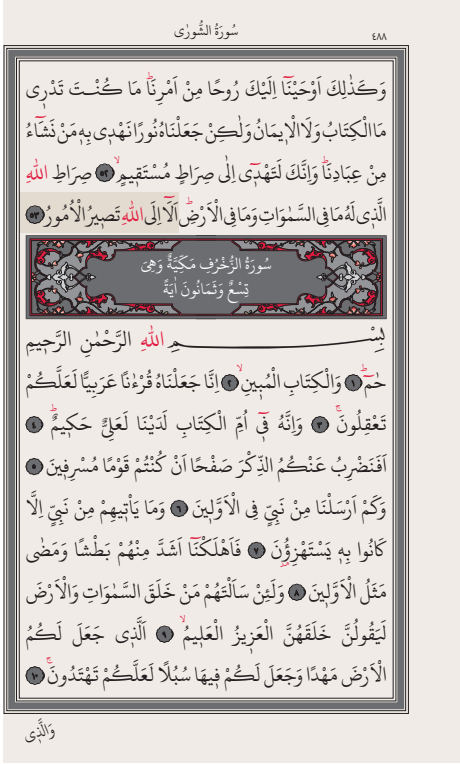 سُورَةُ الشُّورٰى
٤٨٨
وَكَذٰلِكَ اَوْحَيْنَٓا اِلَيْكَ رُوحًا مِنْ اَمْرِنَاۜ مَا كُنْتَ تَدْرِى
مَاالْكِتَابُ وَلَاالْا۪يمَانُ وَلٰكِنْ جَعَلْنَاهُ نُورًا نَهْد۪ى بِه۪ مَنْ نَشَٓاءُ
مِنْ عِبَادِنَاۜ وَاِنَّكَ لَتَهْد۪ٓى اِلٰى صِرَاطٍ مُسْتَق۪يمٍۙ ﴿٥٢﴾ صِرَاطِ اللّٰهِ
الَّذ۪ى لَهُ مَافِى السَّمٰوَاتِ وَمَا فِى الْاَرْضِۜ اَلَٓا اِلَى اللّٰهِ تَص۪يرُ الْاُمُورُ ﴿٥٣﴾
سُورَةُ الزُّخْرُفِ مَكِّيَّةٌ وَهِىَ
تِسْعٌ وَثَمَانُونَ اٰيَةً
بِسْمِ اللّٰهِ الرَّحْمٰنِ الرَّح۪يمِ
حٰمٓۜ ﴿١﴾ وَالْكِتَابِ الْمُب۪ينِۙ ﴿٢﴾ اِنَّا جَعَلْنَاهُ قُرْءٰنًا عَرَبِيًّا لَعَلَّكُمْ
تَعْقِلُونَۚ ﴿٣﴾ وَاِنَّهُ ف۪ٓى اُمِّ الْكِتَابِ لَدَيْنَا لَعَلِىٌّ حَك۪يمٌۜ ﴿٤﴾
اَفَنَضْرِبُ عَنْكُمُ الذِّكْرَ صَفْحًا اَنْ كُنْتُمْ قَوْمًا مُسْرِف۪ينَ ﴿٥﴾
وَكَمْ اَرْسَلْنَا مِنْ نَبِىٍّ فِى الْاَوَّل۪ينَ ﴿٦﴾ وَمَا يَاْت۪يهِمْ مِنْ نَبِىٍّ اِلَّا
كَانُوا بِه۪ يَسْتَهْزِؤُ۫نَ ﴿٧﴾ فَاَهْلَكْنَٓا اَشَدَّ مِنْهُمْ بَطْشًا وَمَضٰى
مَثَلُ الْاَوَّل۪ينَ ﴿٨﴾ وَلَئِنْ سَاَلْتَهُمْ مَنْ خَلَقَ السَّمٰوَاتِ وَالْاَرْضَ
لَيَقُولُنَّ خَلَقَهُنَّ الْعَز۪يزُ الْعَل۪يمُۙ ﴿٩﴾ اَلَّذ۪ى جَعَلَ لَكُمُ
الْاَرْضَ مَهْدًا وَجَعَلَ لَكُمْ ف۪يهَا سُبُلًا لَعَلَّكُمْ تَهْتَدُونَۚ ﴿١٠﴾
وَالَّذ۪ى